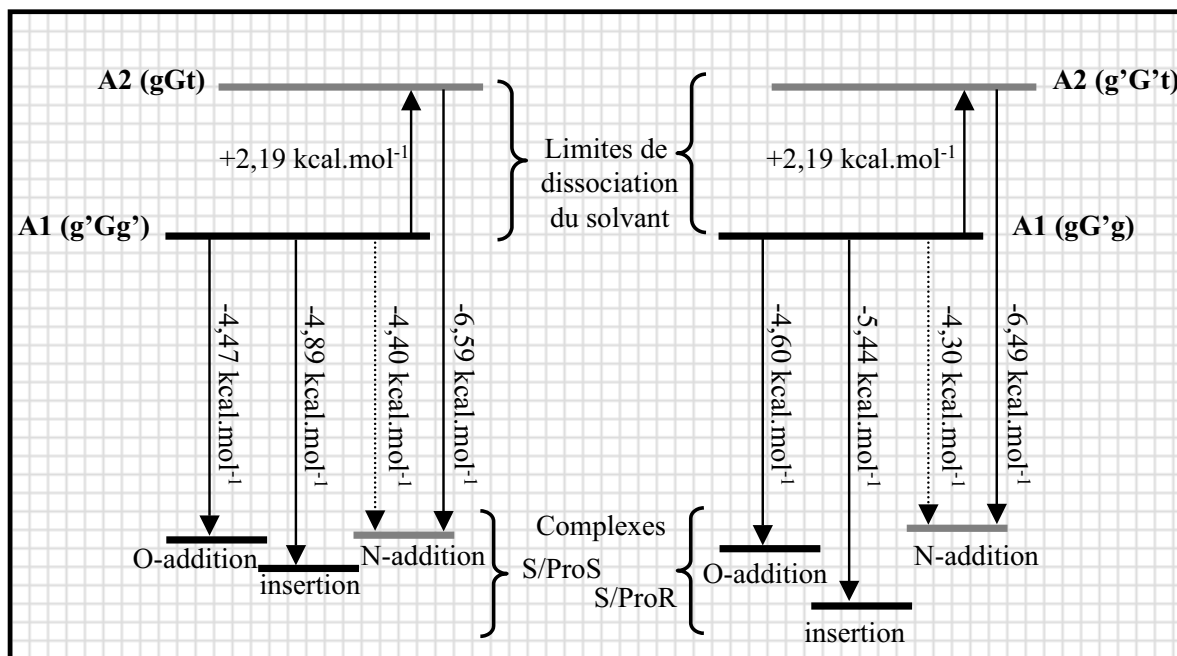 A2 (gGt)
+2,19 kcal.mol-1
A1 (g’Gg’)
-4,47 kcal.mol-1
-4,89 kcal.mol-1
-4,40 kcal.mol-1
-6,59 kcal.mol-1
O-addition
insertion
N-addition
Limites de
dissociation
du solvant
Complexes
S/ProS
S/ProR
A2 (g’G’t)
+2,19 kcal.mol-1
A1 (gG’g)
-4,60 kcal.mol-1
-5,44 kcal.mol-1
-4,30 kcal.mol-1
-6,49 kcal.mol-1
O-addition
insertion
N-addition